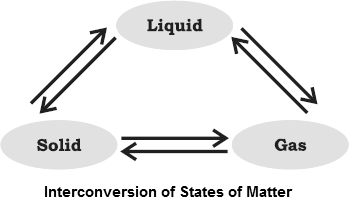 Liquid
Solid
Gas
Interconversion of States of Matter